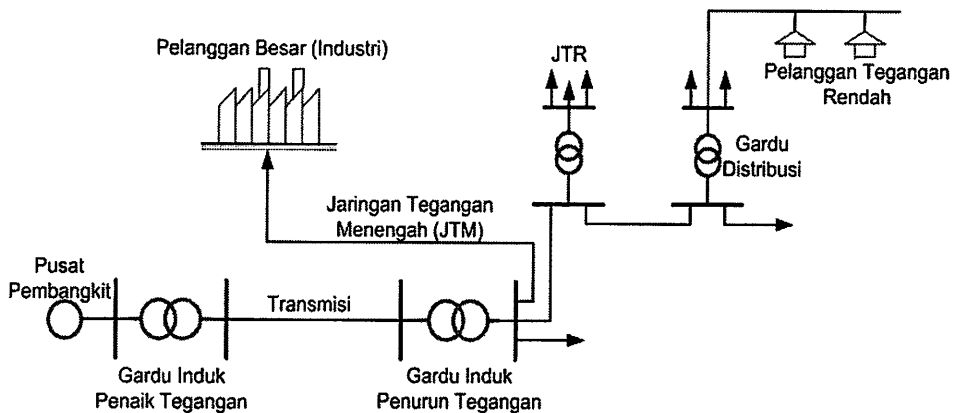 Pelanggan Besar (Industri)
JTR
Pelanggan Tegangan
Rendah
Gardu
Distribusi
Jaringan Tegangan
Menengah (JTM)
Pusat
Pembangkit
Transmisi
Gardu Induk
Penaik Tegangan
Gardu Induk
Penurun Tegangan